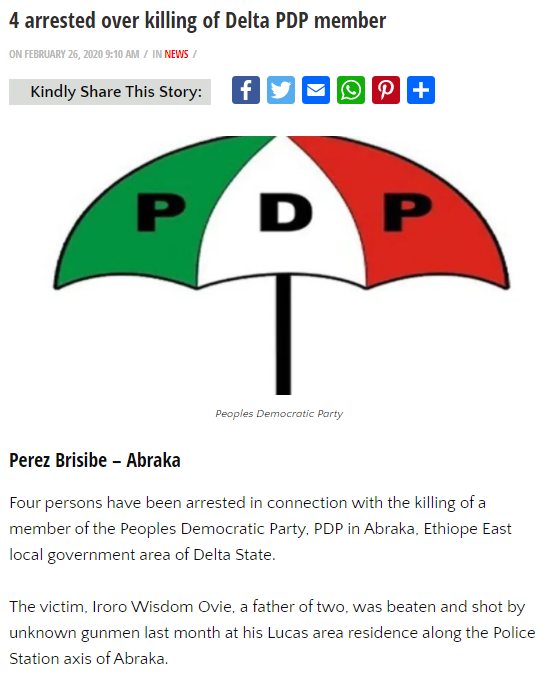 4 arrested over killing of Delta PDP member
ON FEBRUARY 26, 2020 9:10 AM / IN NEWS /
Kindly Share This Story:
P D P
Peoples Democratic Party
Perez Brisibe – Abraka
Four persons have been arrested in connection with the killing of a
member of the Peoples Democratic Party, PDP in Abraka, Ethiope East
local government area of Delta State.
The victim, Iroro Wisdom Ovie, a father of two, was beaten and shot by
unknown gunmen last month at his Lucas area residence along the Police
Station axis of Abraka.